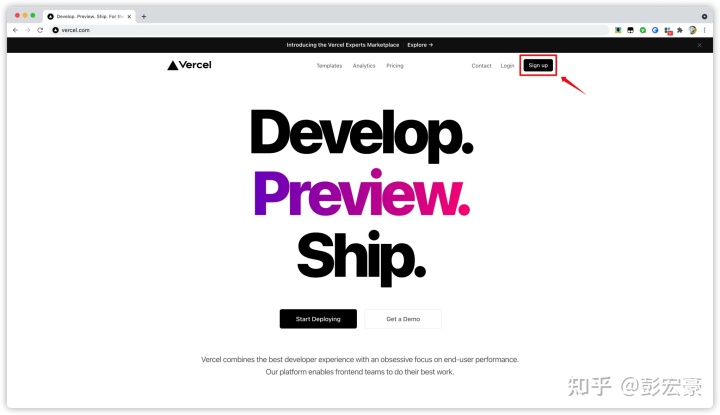 Develop. Preview. Ship. For the
vercel.com
Introducing the Vercel Experts Marketplace Explore →
Vercel
Templates Analytics Pricing Contact Login Sign up
Develop.
Preview.
Ship.
Start Deploying Get a Demo
Vercel combines the best developer experience with an obsessive focus on end-user performance.
Our platform enables frontend teams to do their best work.
知乎 @彭宏豪